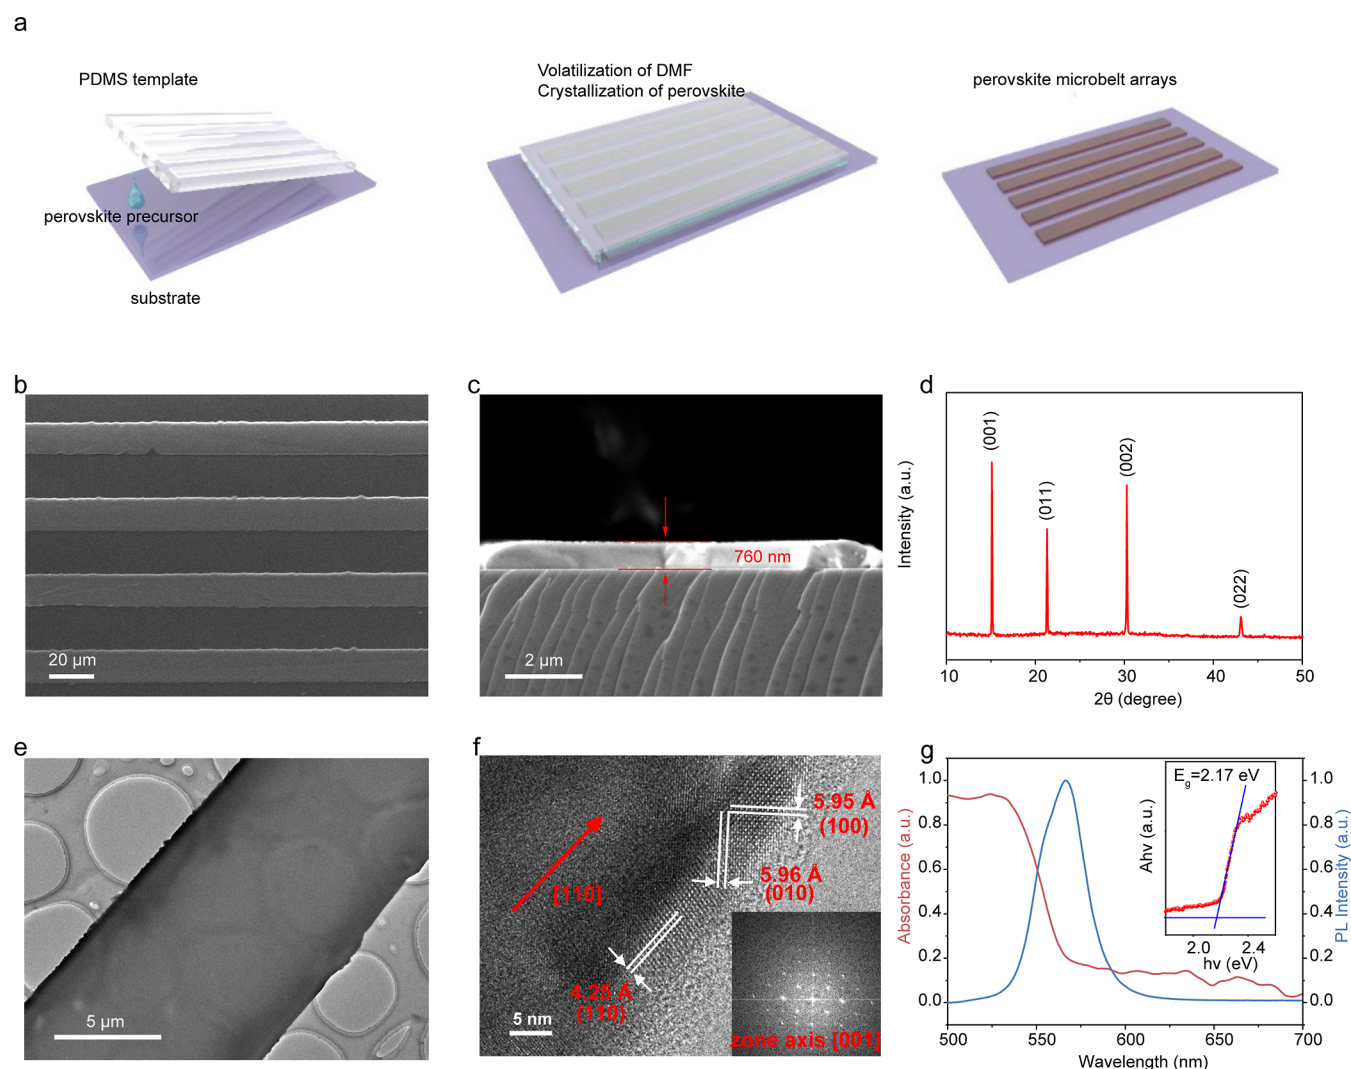 a
PDMS template
perovskite precursor
substrate
Volatilization of DMF
Crystallization of perovskite
perovskite microbelt arrays
b
20 μm
c
760 nm
2 μm
d
Intensity (a.u.)
(001)
(011)
(002)
(022)
10 20 30 40 50
2θ (degree)
e
5 μm
f
5.95 Å
(100)
5.96 Å
(010)
[110]
4.25 Å
(110)
5 nm
zone axis [001]
g
Absorbance (a.u.)
1.0
0.8
0.6
0.4
0.2
0.0
Eg=2.17 eV
Ahv (a.u.)
2.0 2.4
hv (eV)
1.0
0.8
0.6
0.4
0.2
0.0
PL Intensity (a.u.)
500 550 600 650 700
Wavelength (nm)